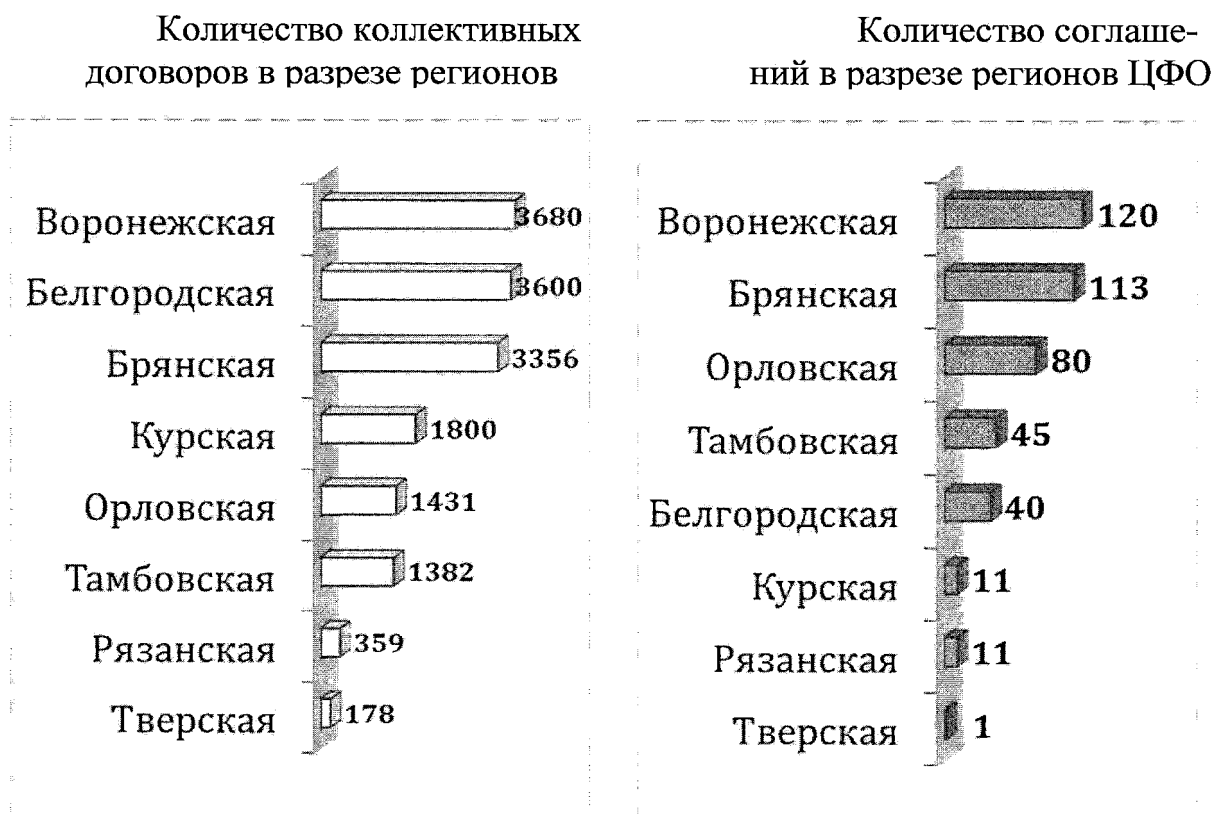 Количество коллективных
договоров в разрезе регионов
Воронежская 3680
Белгородская 3600
Брянская 3356
Курская 1800
Орловская 1431
Тамбовская 1382
Рязанская 359
Тверская 178
Количество соглаше-
ний в разрезе регионов ЦФО
Воронежская 120
Брянская 113
Орловская 80
Тамбовская 45
Белгородская 40
Курская 11
Рязанская 11
Тверская 1